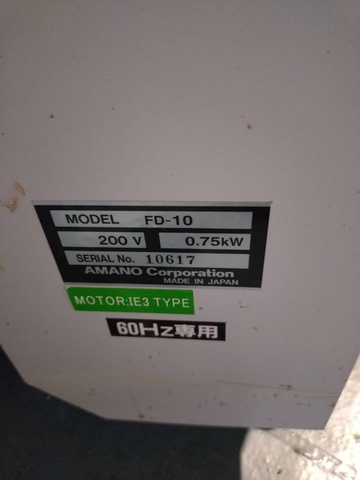 MODEL FD-10
200 V 0.75kW
SERIAL No. 10617
AMANO Corporation
MADE IN JAPAN
MOTOR:IE3 TYPE
60Hz専用